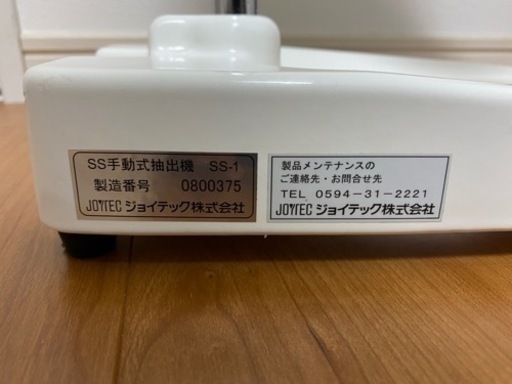 SS手動式抽出機 SS-1
製造番号 0800375
JOYTEC ジョイテック株式会社
製品メンテナンスの
ご連絡先・お問合せ先
TEL 0594-31-2221
JOYTEC ジョイテック株式会社